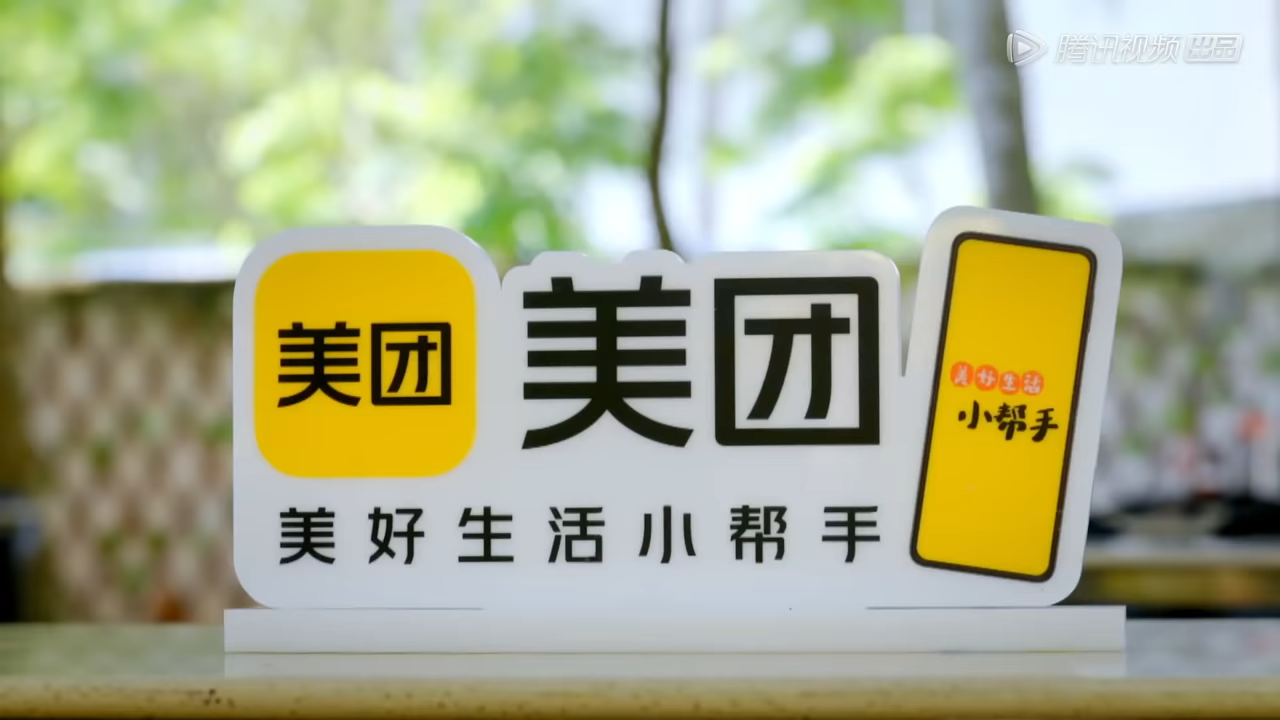 腾讯视频 出品
美团
美团
美好生活
小帮手
美好生活小帮手